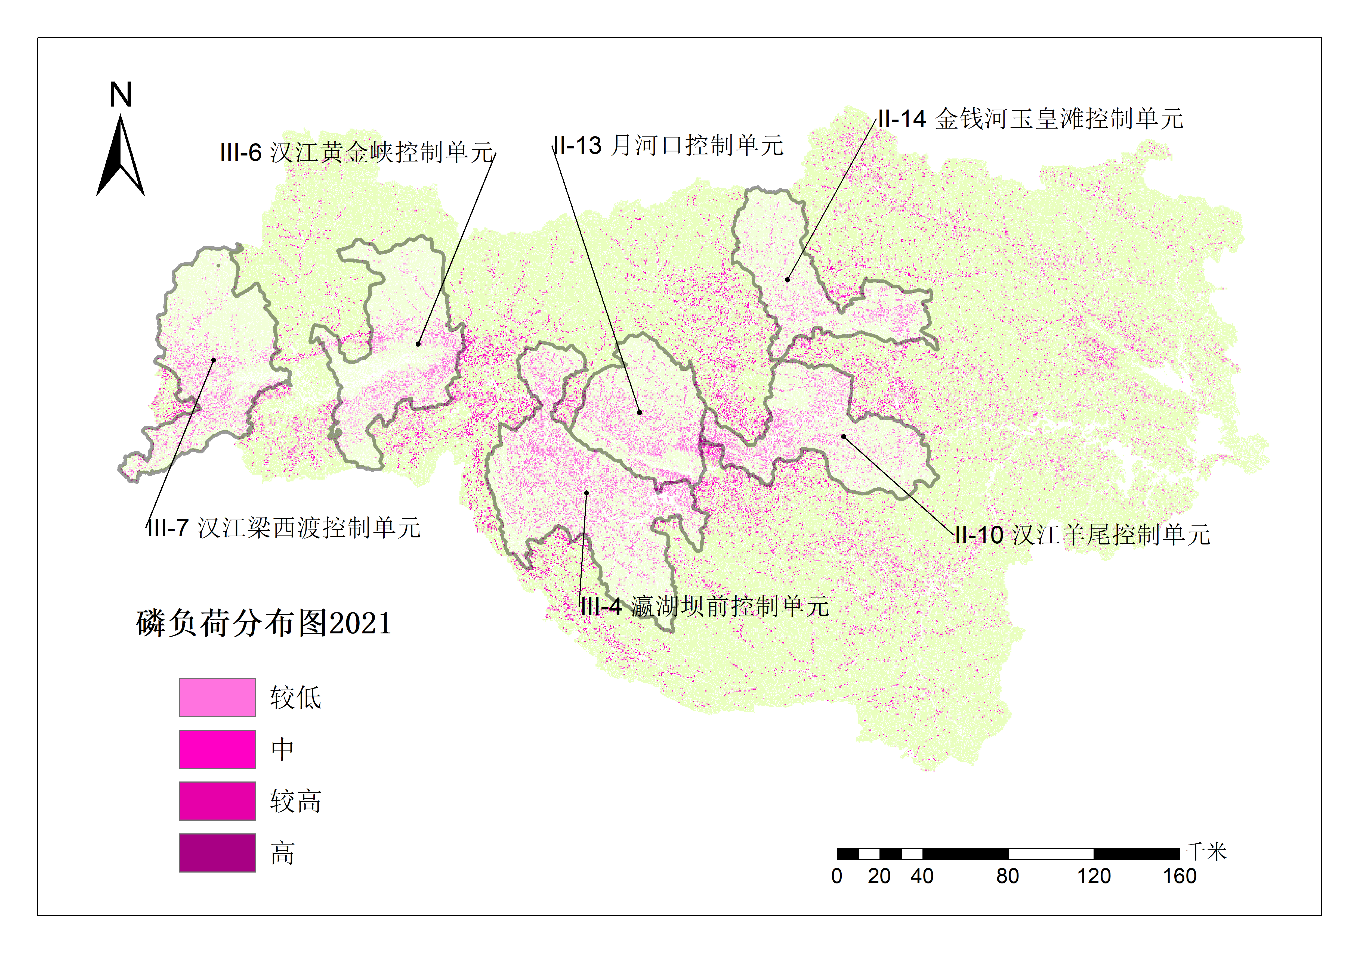 N
II-14 金钱河玉皇滩控制单元
III-6 汉江黄金峡控制单元
II-13 月河口控制单元
III-7 汉江梁西渡控制单元
II-10 汉江羊尾控制单元
III-4 瀛湖坝前控制单元
磷负荷分布图2021
较低
中
较高
高
千米
0 20 40 80 120 160